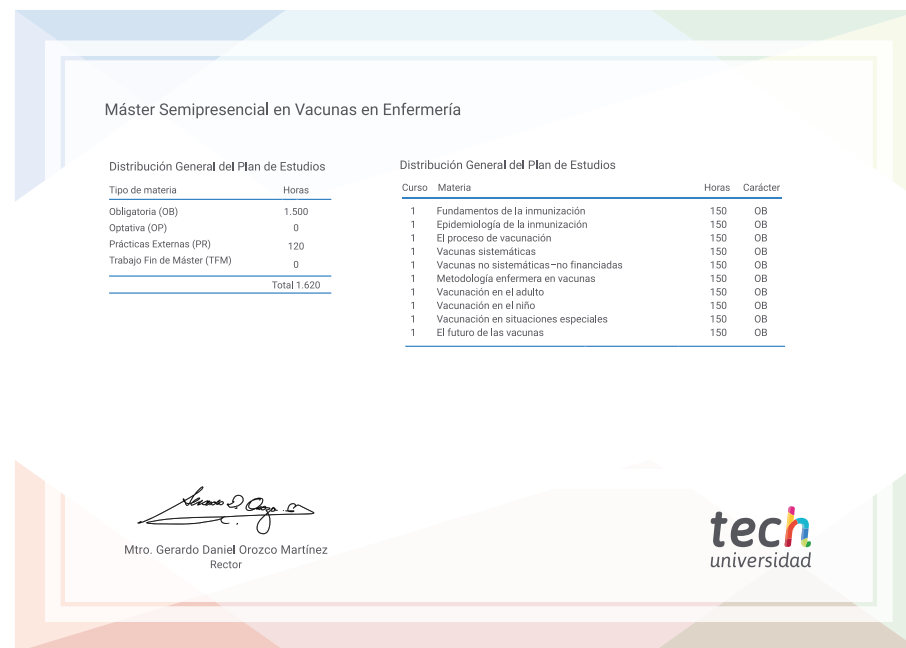 Máster Semipresencial en Vacunas en Enfermería
Distribución General del Plan de Estudios
Tipo de materia Horas
Obligatoria (OB) 1.500
Optativa (OP) 0
Prácticas Externas (PR) 120
Trabajo Fin de Máster (TFM) 0
Total 1.620
Distribución General del Plan de Estudios
Curso Materia Horas Carácter
1 Fundamentos de la inmunización 150 OB
1 Epidemiología de la inmunización 150 OB
1 El proceso de vacunación 150 OB
1 Vacunas sistemáticas 150 OB
1 Vacunas no sistemáticas–no financiadas 150 OB
1 Metodología enfermera en vacunas 150 OB
1 Vacunación en el adulto 150 OB
1 Vacunación en el niño 150 OB
1 Vacunación en situaciones especiales 150 OB
1 El futuro de las vacunas 150 OB
Mtro. Gerardo Daniel Orozco Martínez
Rector
tech
universidad